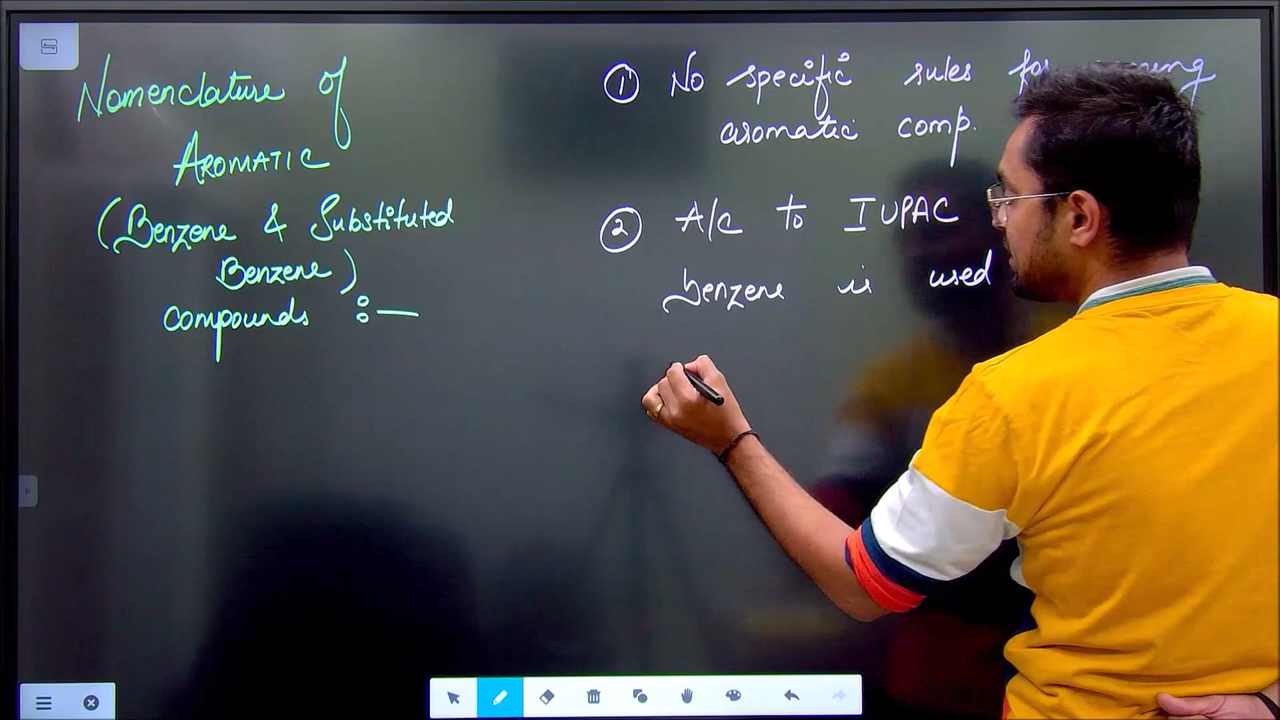 Nomenclature of
AROMATIC
(Benzene & Substituted
Benzene)
compounds :—
① No specific rules for
aromatic comp.
② A/c to IUPAC
benzene is used